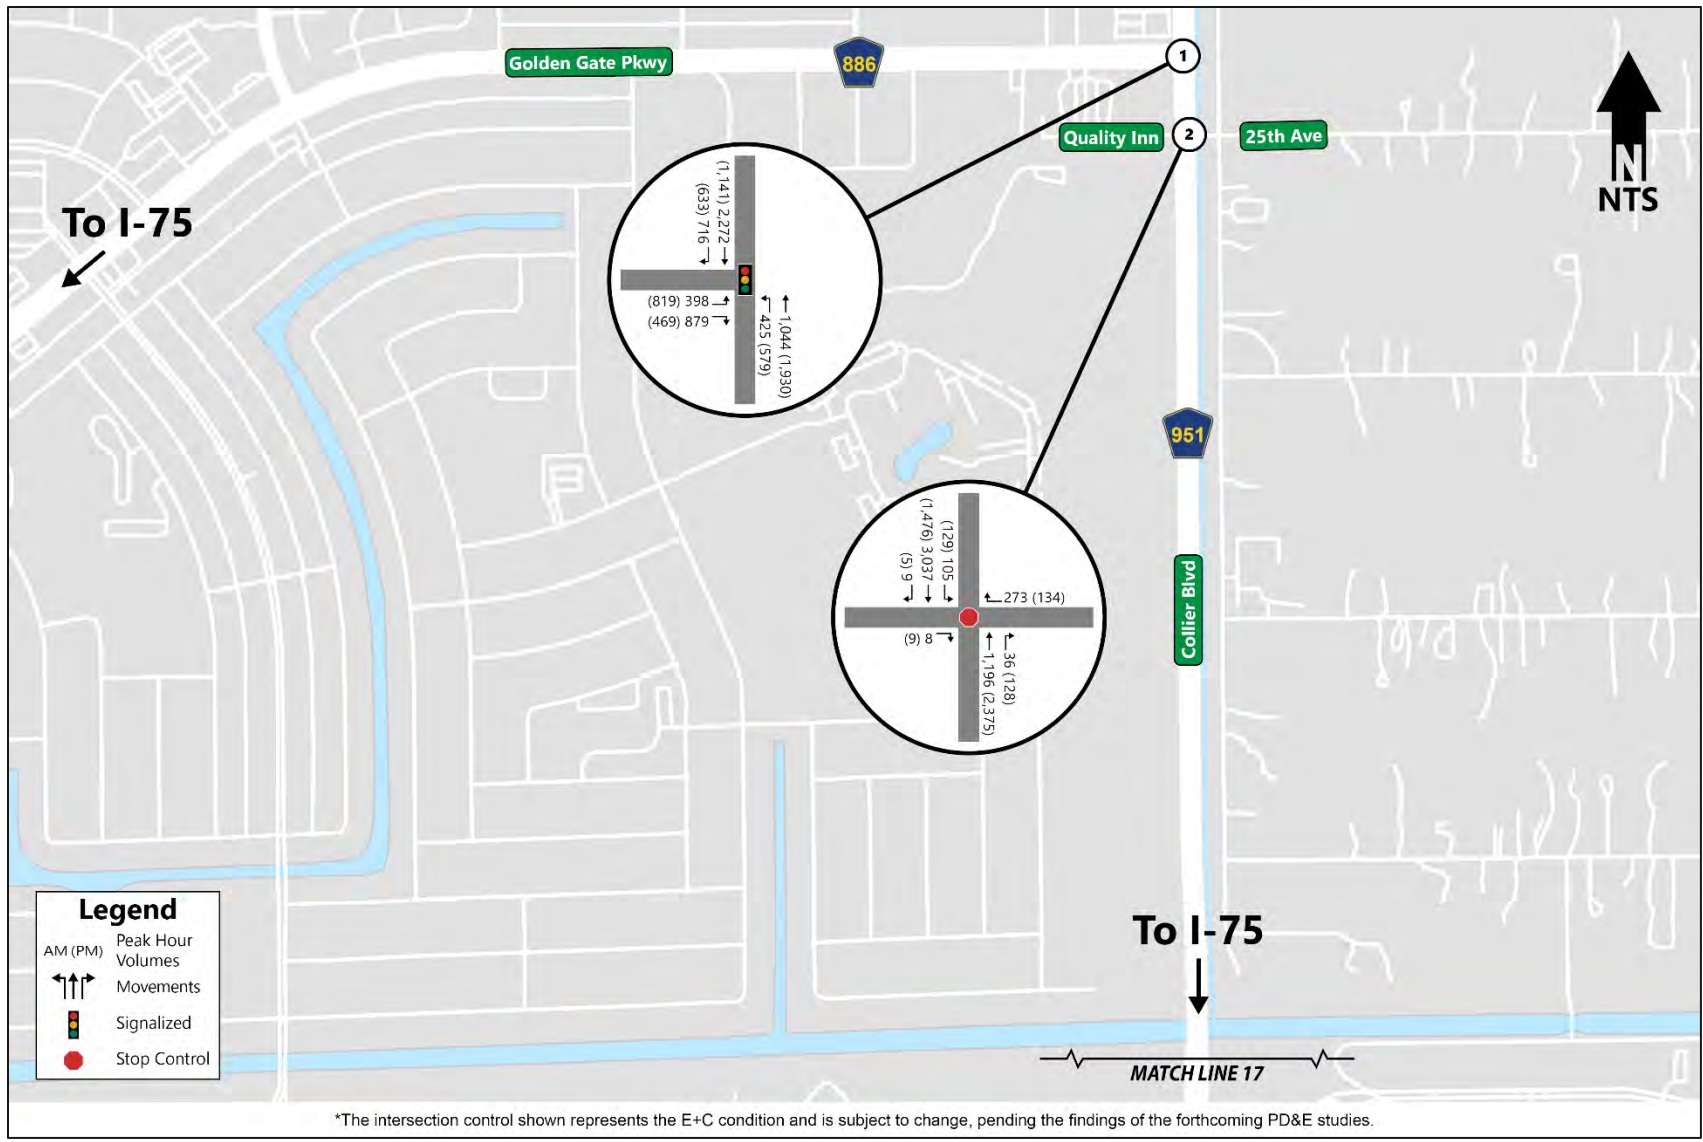 Golden Gate Pkwy
886
1
Quality Inn
2
25th Ave
N
NTS
To I-75
(1,141) 2,272
(633) 716
(819) 398
(469) 879
1,044 (1,930)
425 (579)
951
(129) 105
(1,476) 3,037
(5) 9
273 (134)
(9) 8
36 (128)
1,196 (2,375)
Collier Blvd
To I-75
Legend
AM (PM)
Peak Hour
Volumes
Movements
Signalized
Stop Control
MATCH LINE 17
*The intersection control shown represents the E+C condition and is subject to change, pending the findings of the forthcoming PD&E studies.